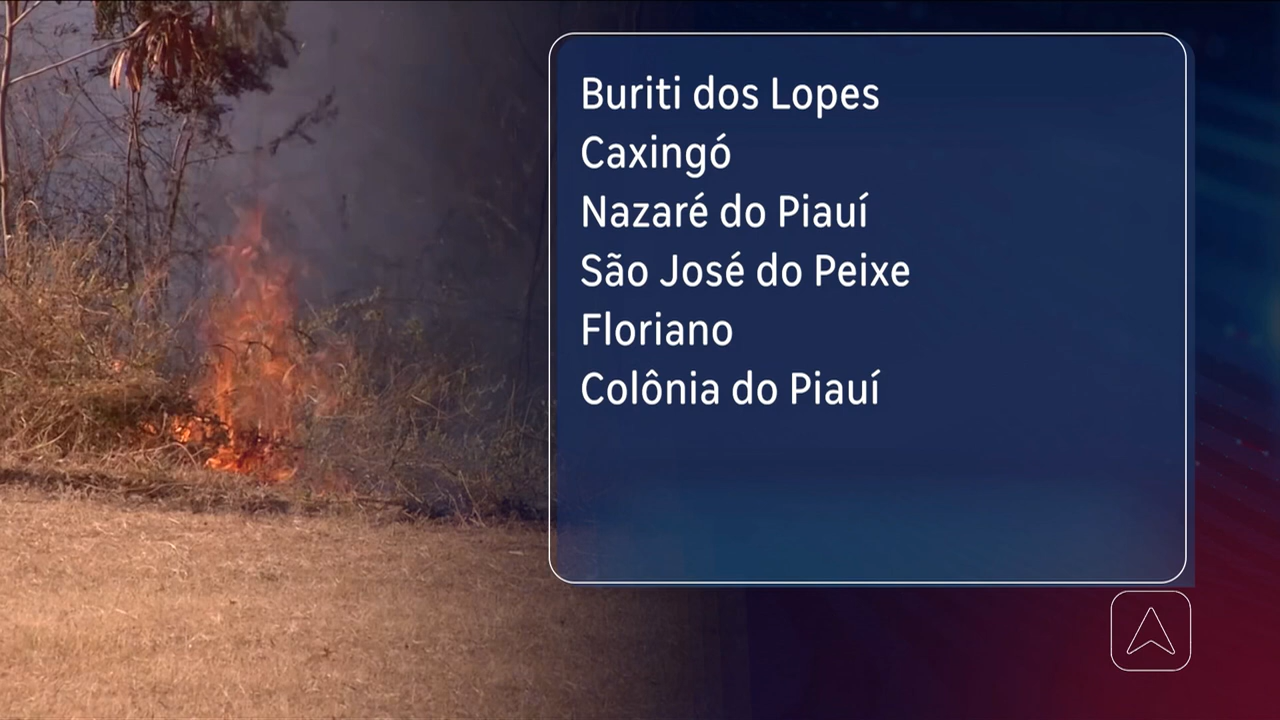 Buriti dos Lopes
Caxingó
Nazaré do Piauí
São José do Peixe
Floriano
Colônia do Piauí